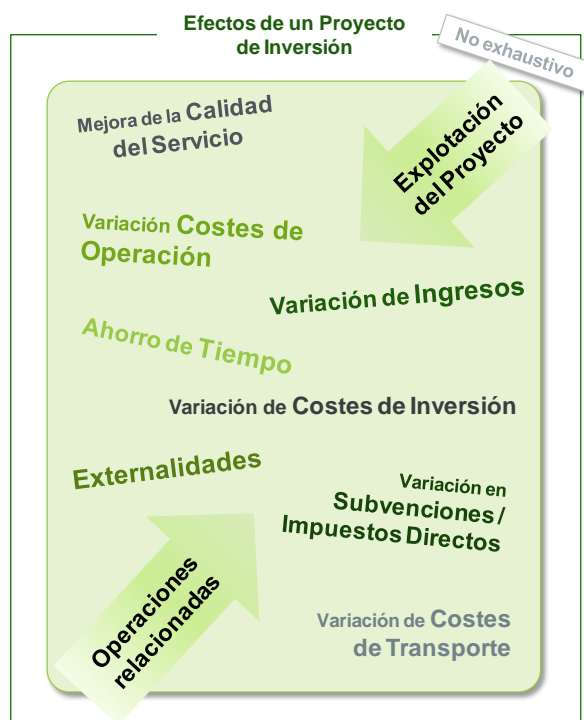 Efectos de un Proyecto
de Inversión
No exhaustivo
Mejora de la Calidad
del Servicio
Explotación
del Proyecto
Variación Costes de
Operación
Variación de Ingresos
Ahorro de Tiempo
Variación de Costes de Inversión
Externalidades
Variación en
Subvenciones /
Impuestos Directos
Operaciones
relacionadas
Variación de Costes
de Transporte